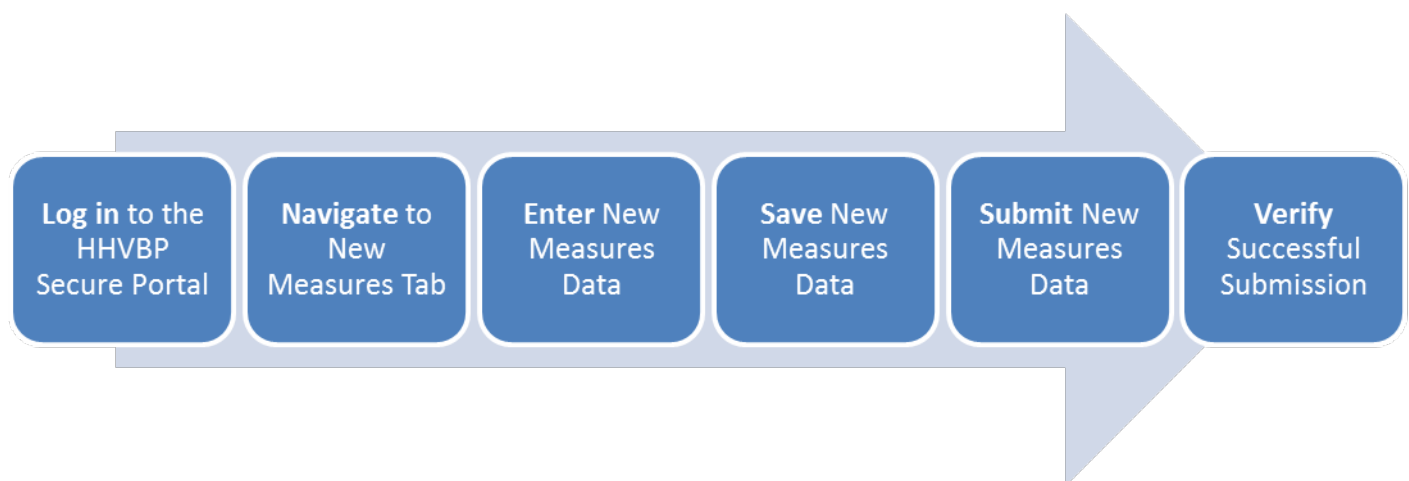 Log in to the
HHVBP
Secure Portal
Navigate to
New
Measures Tab
Enter New
Measures
Data
Save New
Measures
Data
Submit New
Measures
Data
Verify
Successful
Submission